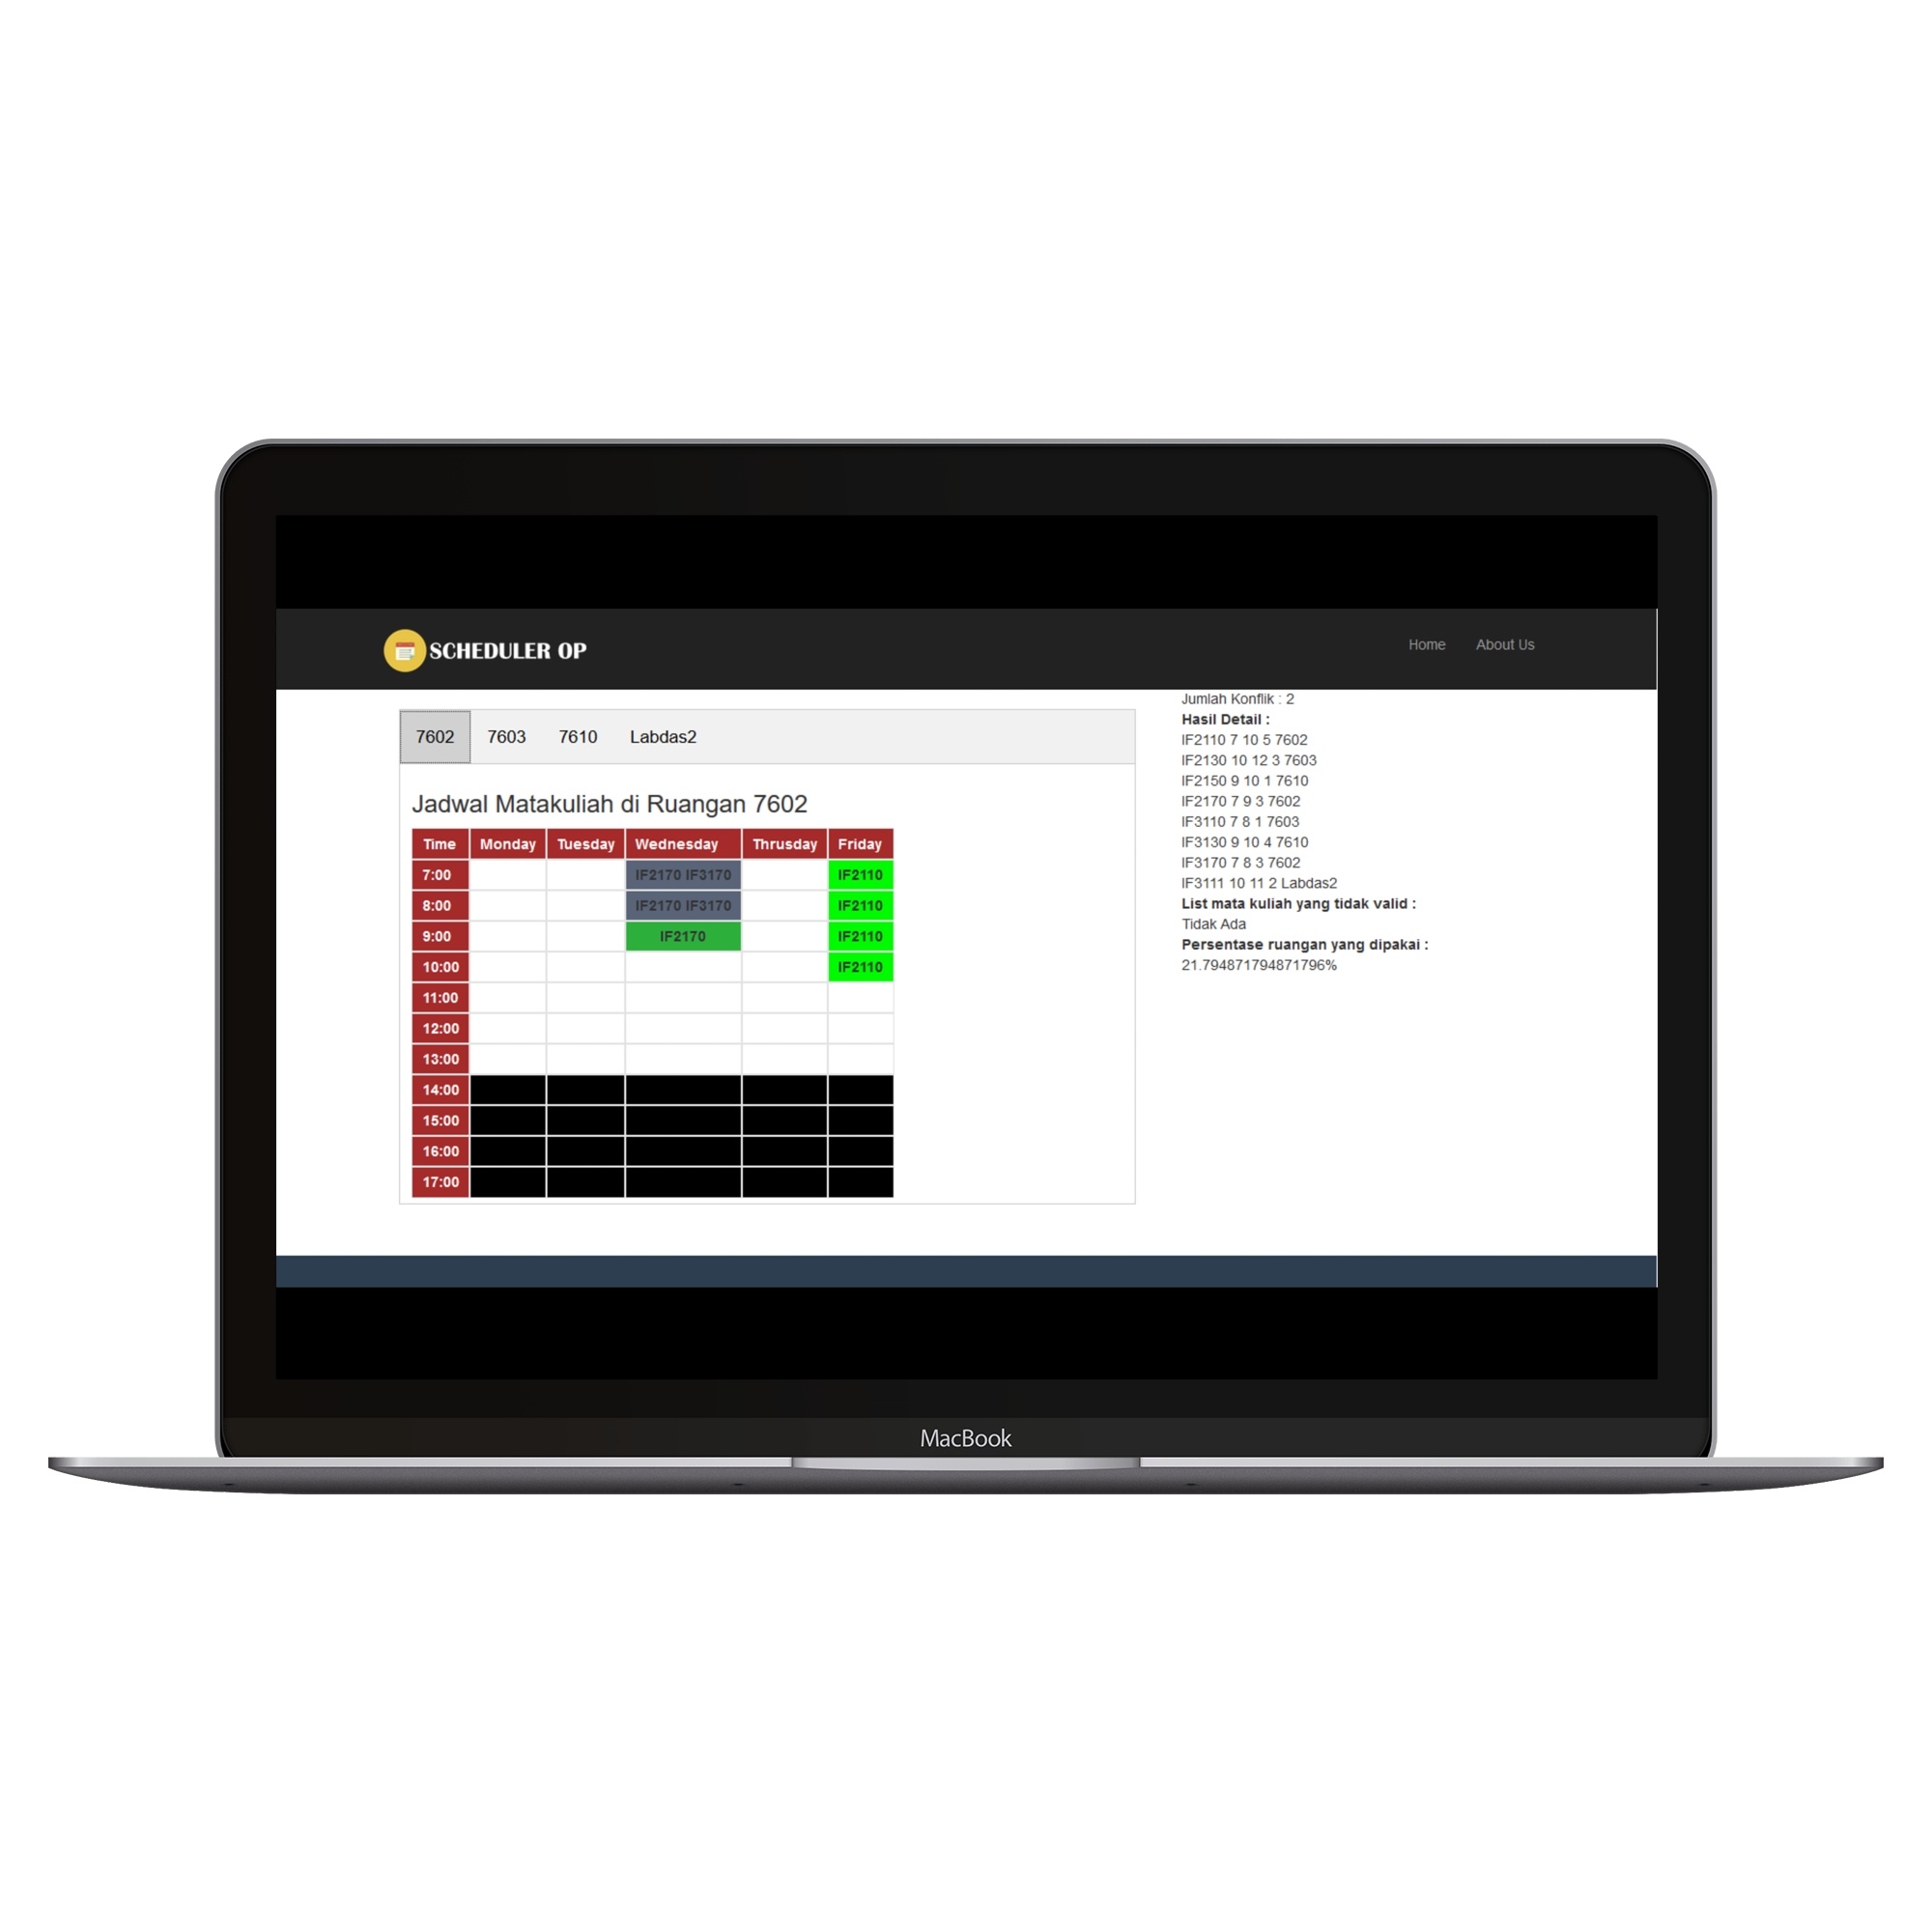 SCHEDULER OP
Home About Us
7602 7603 7610 Labdas2
Jadwal Matakuliah di Ruangan 7602
Time Monday Tuesday Wednesday Thrusday Friday
7:00 IF2170 IF3170 IF2110
8:00 IF2170 IF3170 IF2110
9:00 IF2170 IF2110
10:00 IF2110
11:00
12:00
13:00
14:00
15:00
16:00
17:00
Jumlah Konflik : 2
Hasil Detail :
IF2110 7 10 5 7602
IF2130 10 12 3 7603
IF2150 9 10 1 7610
IF2170 7 9 3 7602
IF3110 7 8 1 7603
IF3130 9 10 4 7610
IF3170 7 8 3 7602
IF3111 10 11 2 Labdas2
List mata kuliah yang tidak valid :
Tidak Ada
Persentase ruangan yang dipakai :
21.794871794871796%
MacBook